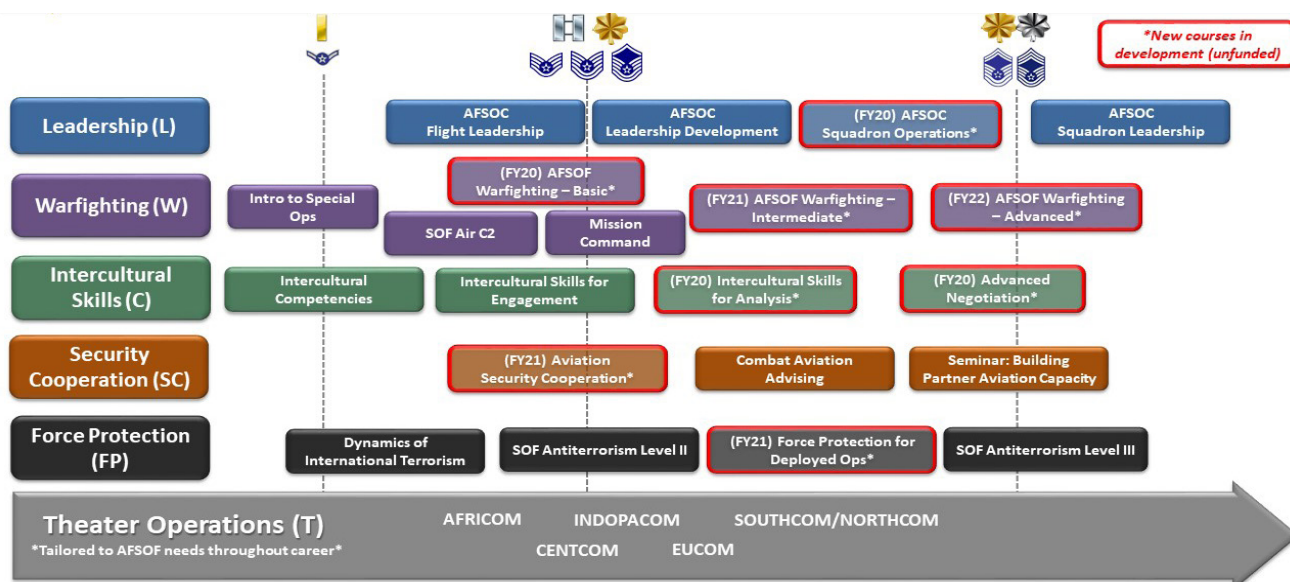 *New courses in
development (unfunded)
Leadership (L)
AFSOC
Flight Leadership
AFSOC
Leadership Development
(FY20) AFSOC
Squadron Operations*
AFSOC
Squadron Leadership
Warfighting (W)
Intro to Special
Ops
(FY20) AFSOF
Warfighting – Basic*
SOF Air C2
Mission
Command
(FY21) AFSOF Warfighting –
Intermediate*
(FY22) AFSOF Warfighting
– Advanced*
Intercultural
Skills (C)
Intercultural
Competencies
Intercultural Skills for
Engagement
(FY20) Intercultural Skills
for Analysis*
(FY20) Advanced
Negotiation*
Security
Cooperation (SC)
(FY21) Aviation
Security Cooperation*
Combat Aviation
Advising
Seminar: Building
Partner Aviation Capacity
Force Protection
(FP)
Dynamics of
International Terrorism
SOF Antiterrorism Level II
(FY21) Force Protection for
Deployed Ops*
SOF Antiterrorism Level III
Theater Operations (T)
*Tailored to AFSOF needs throughout career*
AFRICOM
INDOPACOM
SOUTHCOM/NORTHCOM
CENTCOM
EUCOM